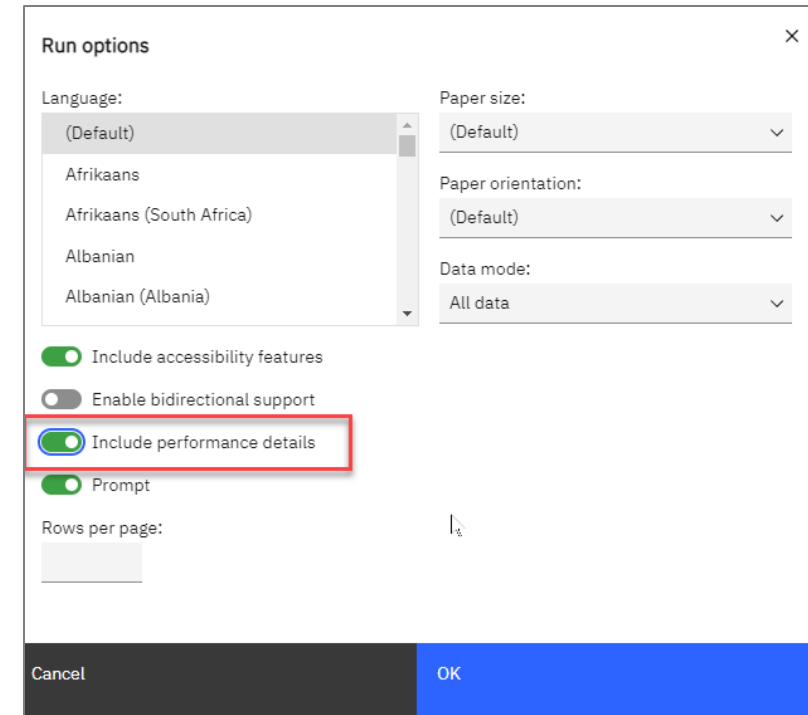 Run options
Language:
(Default)
Afrikaans
Afrikaans (South Africa)
Albanian
Albanian (Albania)
Paper size:
(Default)
Paper orientation:
(Default)
Data mode:
All data
Include accessibility features
Enable bidirectional support
Include performance details
Prompt
Rows per page:
Cancel
OK